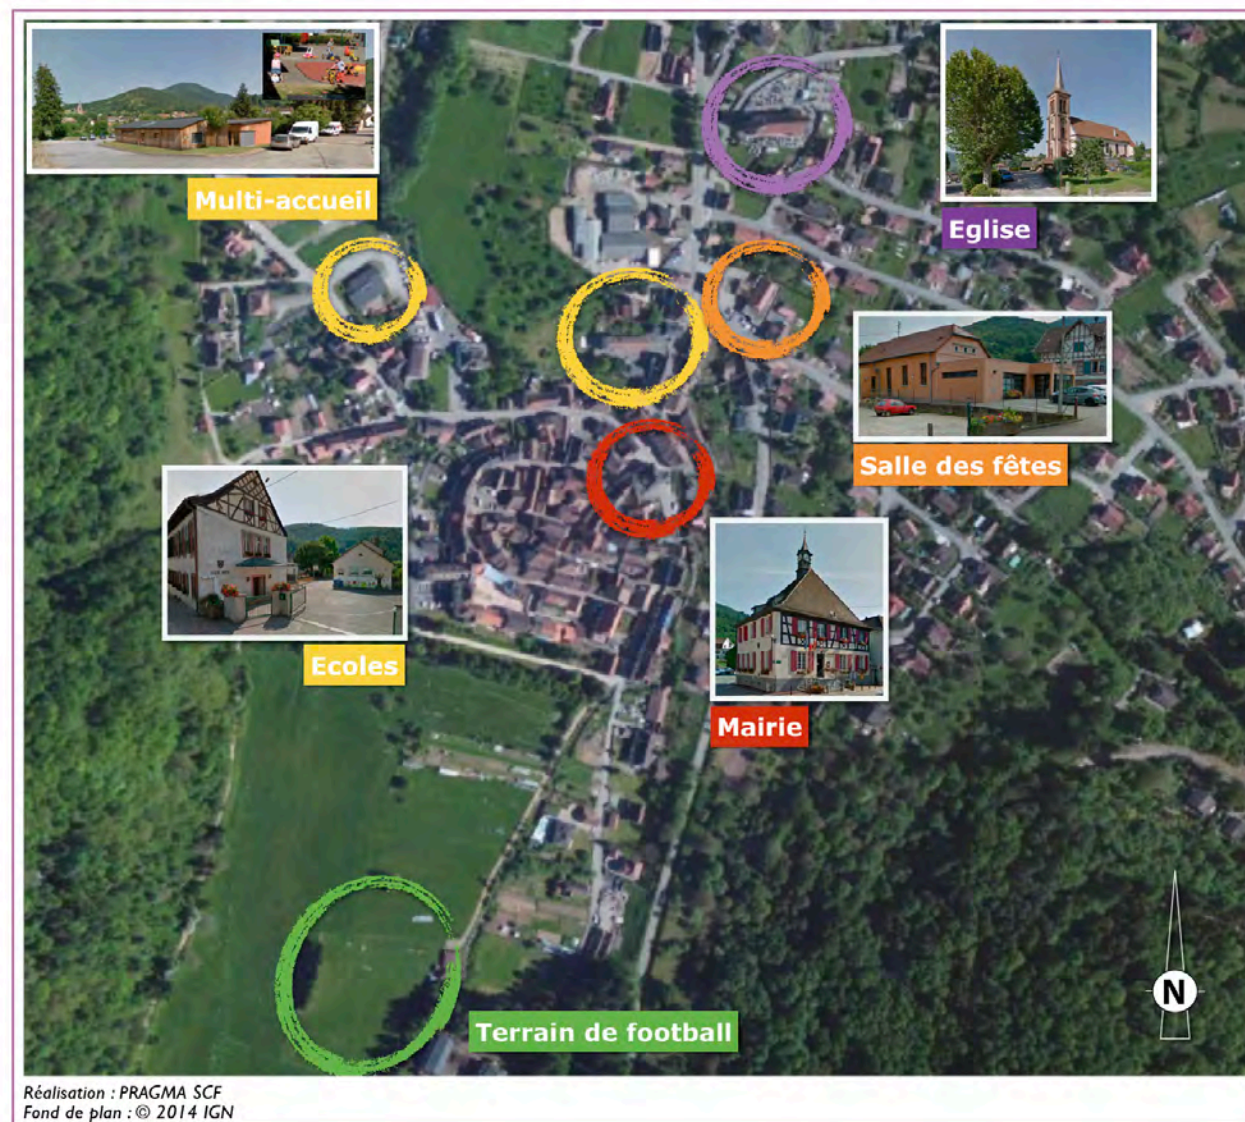 Multi-accueil
Eglise
Salle des fêtes
Ecoles
Mairie
Terrain de football
N
Réalisation : PRAGMA SCF
Fond de plan : © 2014 IGN